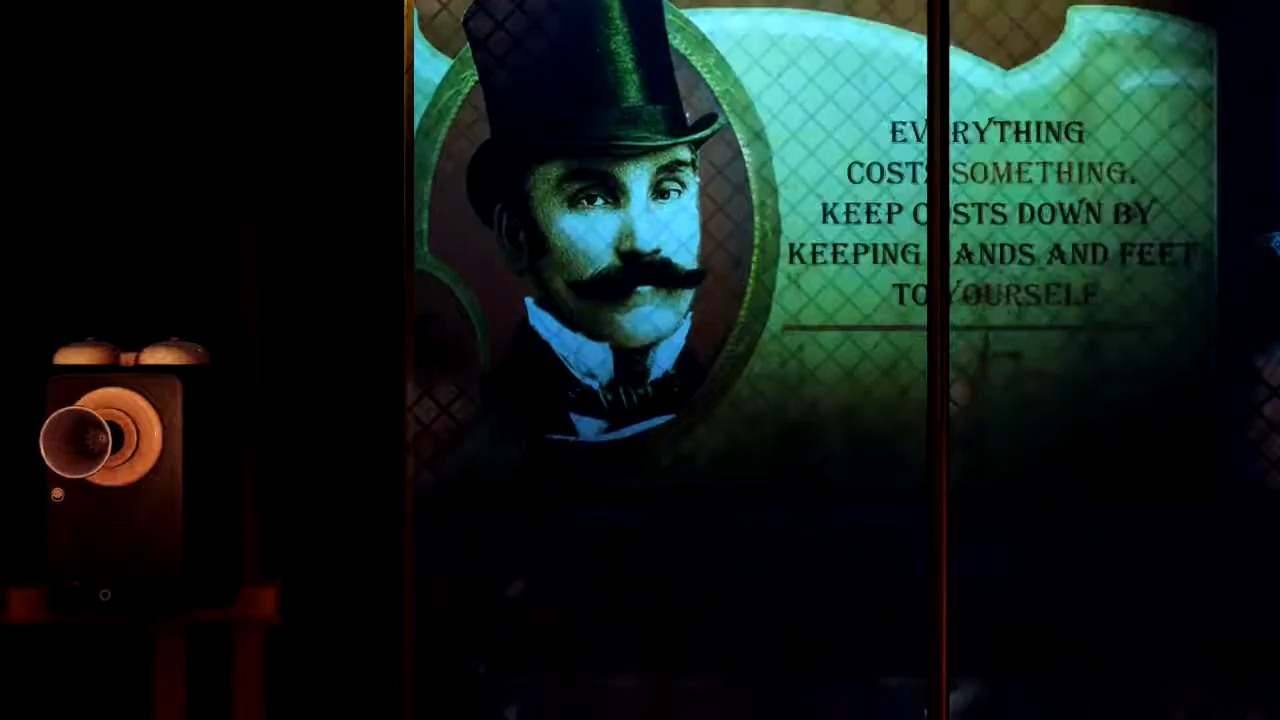 EVERYTHING
COSTS SOMETHING.
KEEP COSTS DOWN BY
KEEPING HANDS AND FEET
TO YOURSELF